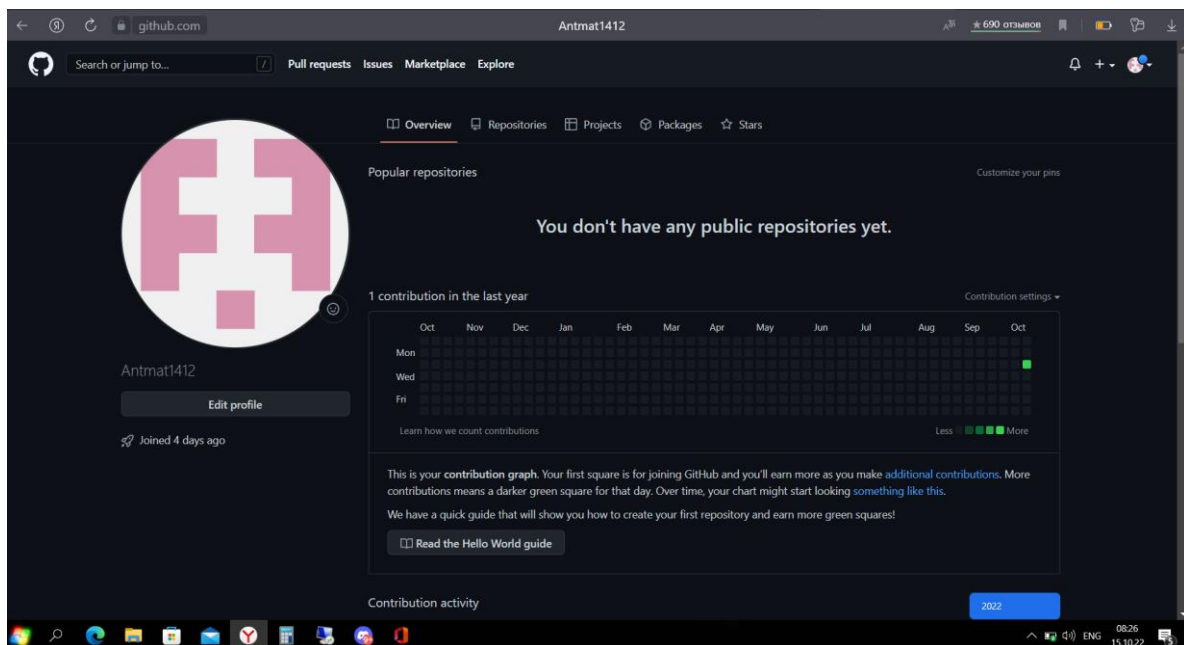 github.com
Antmat1412
690 отзывов
Search or jump to...
/
Pull requests Issues Marketplace Explore
Overview Repositories Projects Packages Stars
Popular repositories
Customize your pins
You don't have any public repositories yet.
1 contribution in the last year
Contribution settings
Oct Nov Dec Jan Feb Mar Apr May Jun Jul Aug Sep Oct
Mon
Wed
Fri
Learn how we count contributions
Less More
Antmat1412
Edit profile
Joined 4 days ago
This is your contribution graph. Your first square is for joining GitHub and you'll earn more as you make additional contributions. More
contributions means a darker green square for that day. Over time, your chart might start looking something like this.
We have a quick guide that will show you how to create your first repository and earn more green squares!
Read the Hello World guide
Contribution activity
2022
ENG
08:26
15.10.22